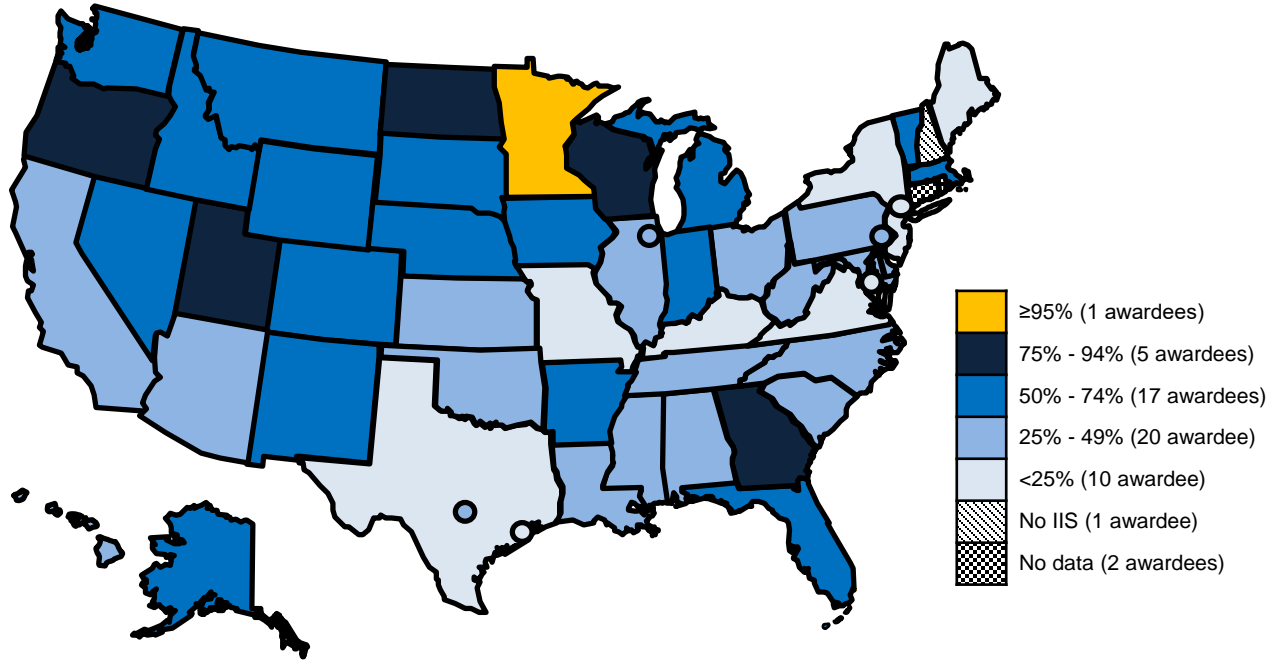 ≥95% (1 awardees)
75% - 94% (5 awardees)
50% - 74% (17 awardees)
25% - 49% (20 awardee)
<25% (10 awardee)
No IIS (1 awardee)
No data (2 awardees)